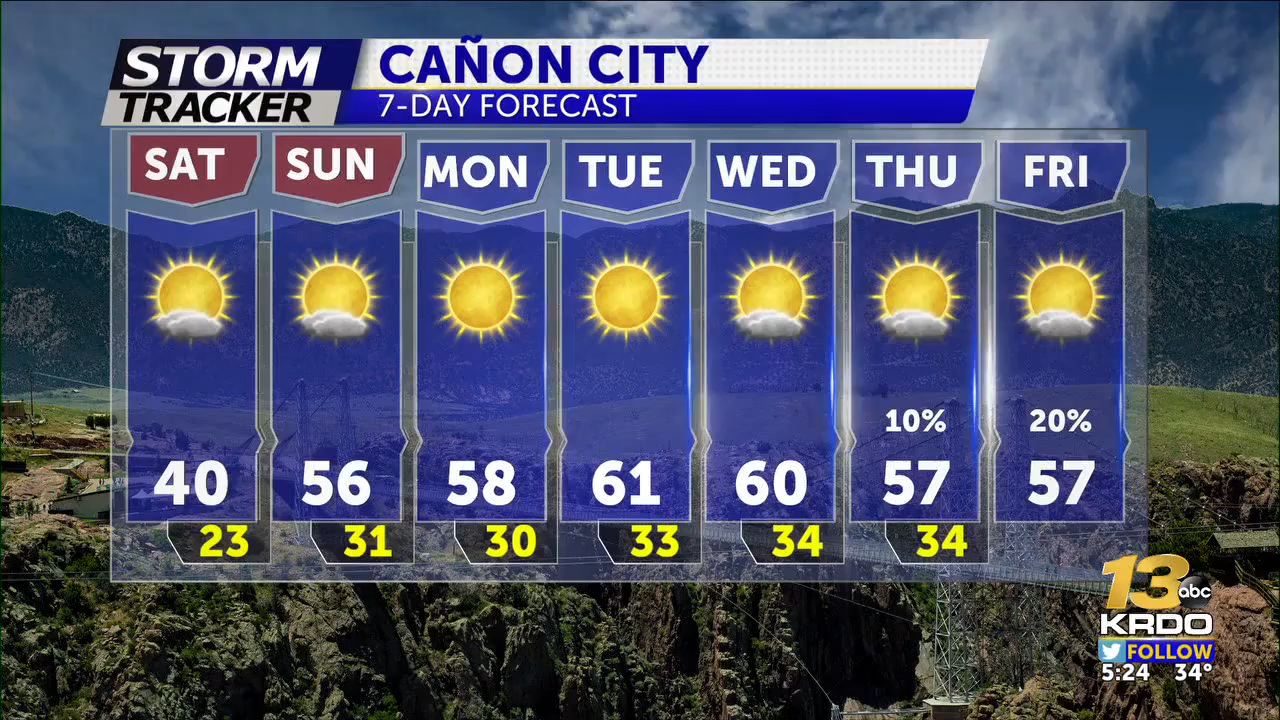 STORM
TRACKER
CAÑON CITY
7-DAY FORECAST
SAT SUN MON TUE WED THU FRI
10% 20%
40 56 58 61 60 57 57
23 31 30 33 34 34
13 abc
KRDO
FOLLOW
5:24 34°